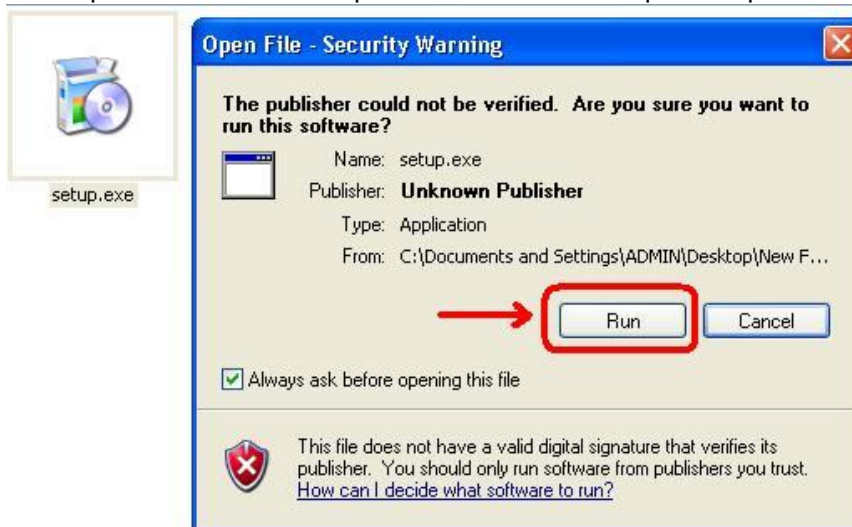 setup.exe
Open File - Security Warning
The publisher could not be verified. Are you sure you want to
run this software?
Name: setup.exe
Publisher: Unknown Publisher
Type: Application
From: C:\Documents and Settings\ADMIN\Desktop\New F...
Run
Cancel
Always ask before opening this file
This file does not have a valid digital signature that verifies its
publisher. You should only run software from publishers you trust.
How can I decide what software to run?